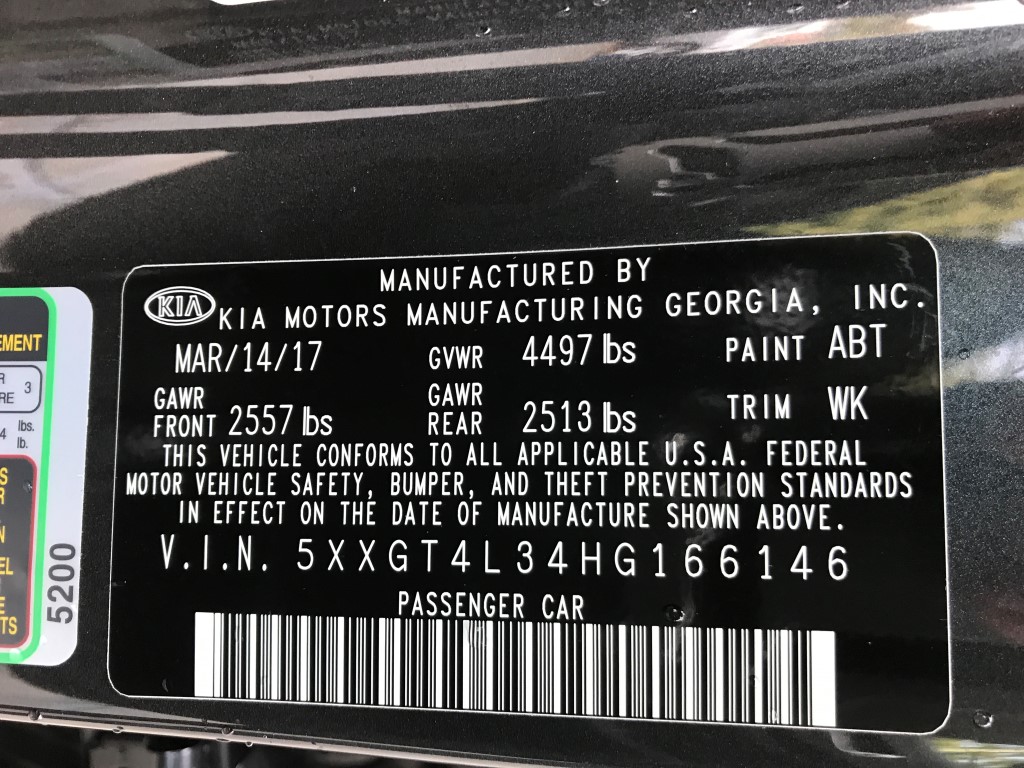 MANUFACTURED BY
KIA KIA MOTORS MANUFACTURING GEORGIA, INC.
MAR/14/17 GVWR 4497 lbs PAINT ABT
GAWR FRONT 2557 lbs GAWR REAR 2513 lbs TRIM WK
THIS VEHICLE CONFORMS TO ALL APPLICABLE U.S.A. FEDERAL
MOTOR VEHICLE SAFETY, BUMPER, AND THEFT PREVENTION STANDARDS
IN EFFECT ON THE DATE OF MANUFACTURE SHOWN ABOVE.
V.I.N. 5XXGT4L34HG166146
PASSENGER CAR
3
lbs.
lb.
5200